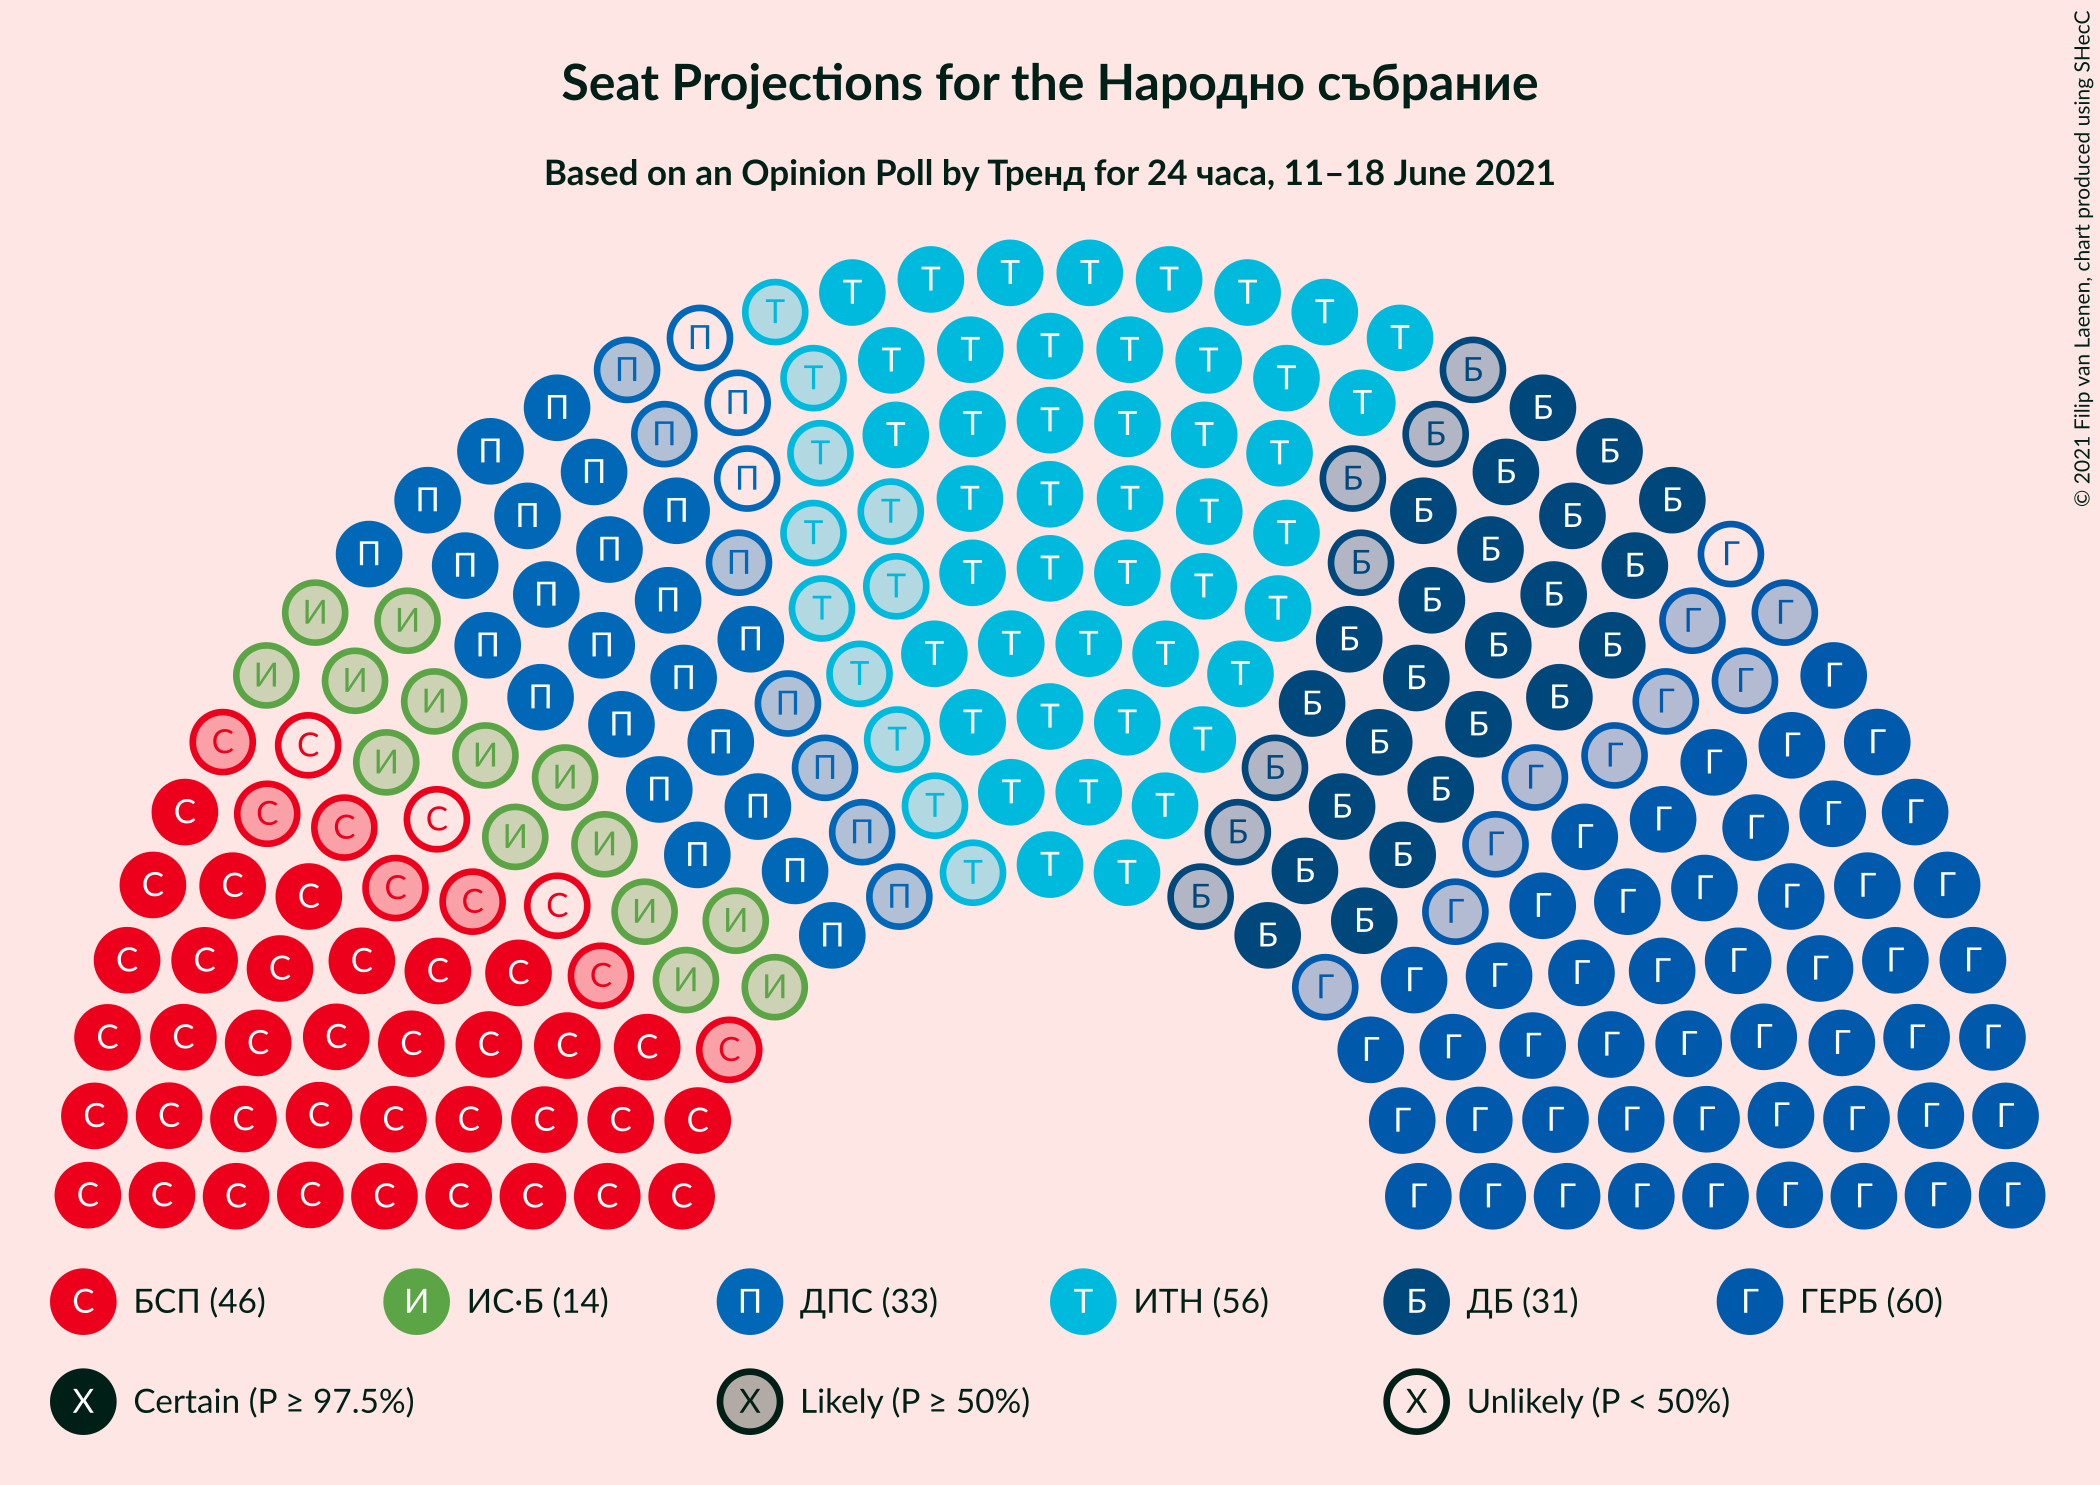 Seat Projections for the Народно събрание
Based on an Opinion Poll by Тренд for 24 часа, 11–18 June 2021
© 2021 Filip van Laenen, chart produced using SHecC
С БСП (46)
И ИС·Б (14)
П ДПС (33)
Т ИТН (56)
Б ДБ (31)
Г ГЕРБ (60)
X Certain (P ≥ 97.5%)
X Likely (P ≥ 50%)
X Unlikely (P < 50%)